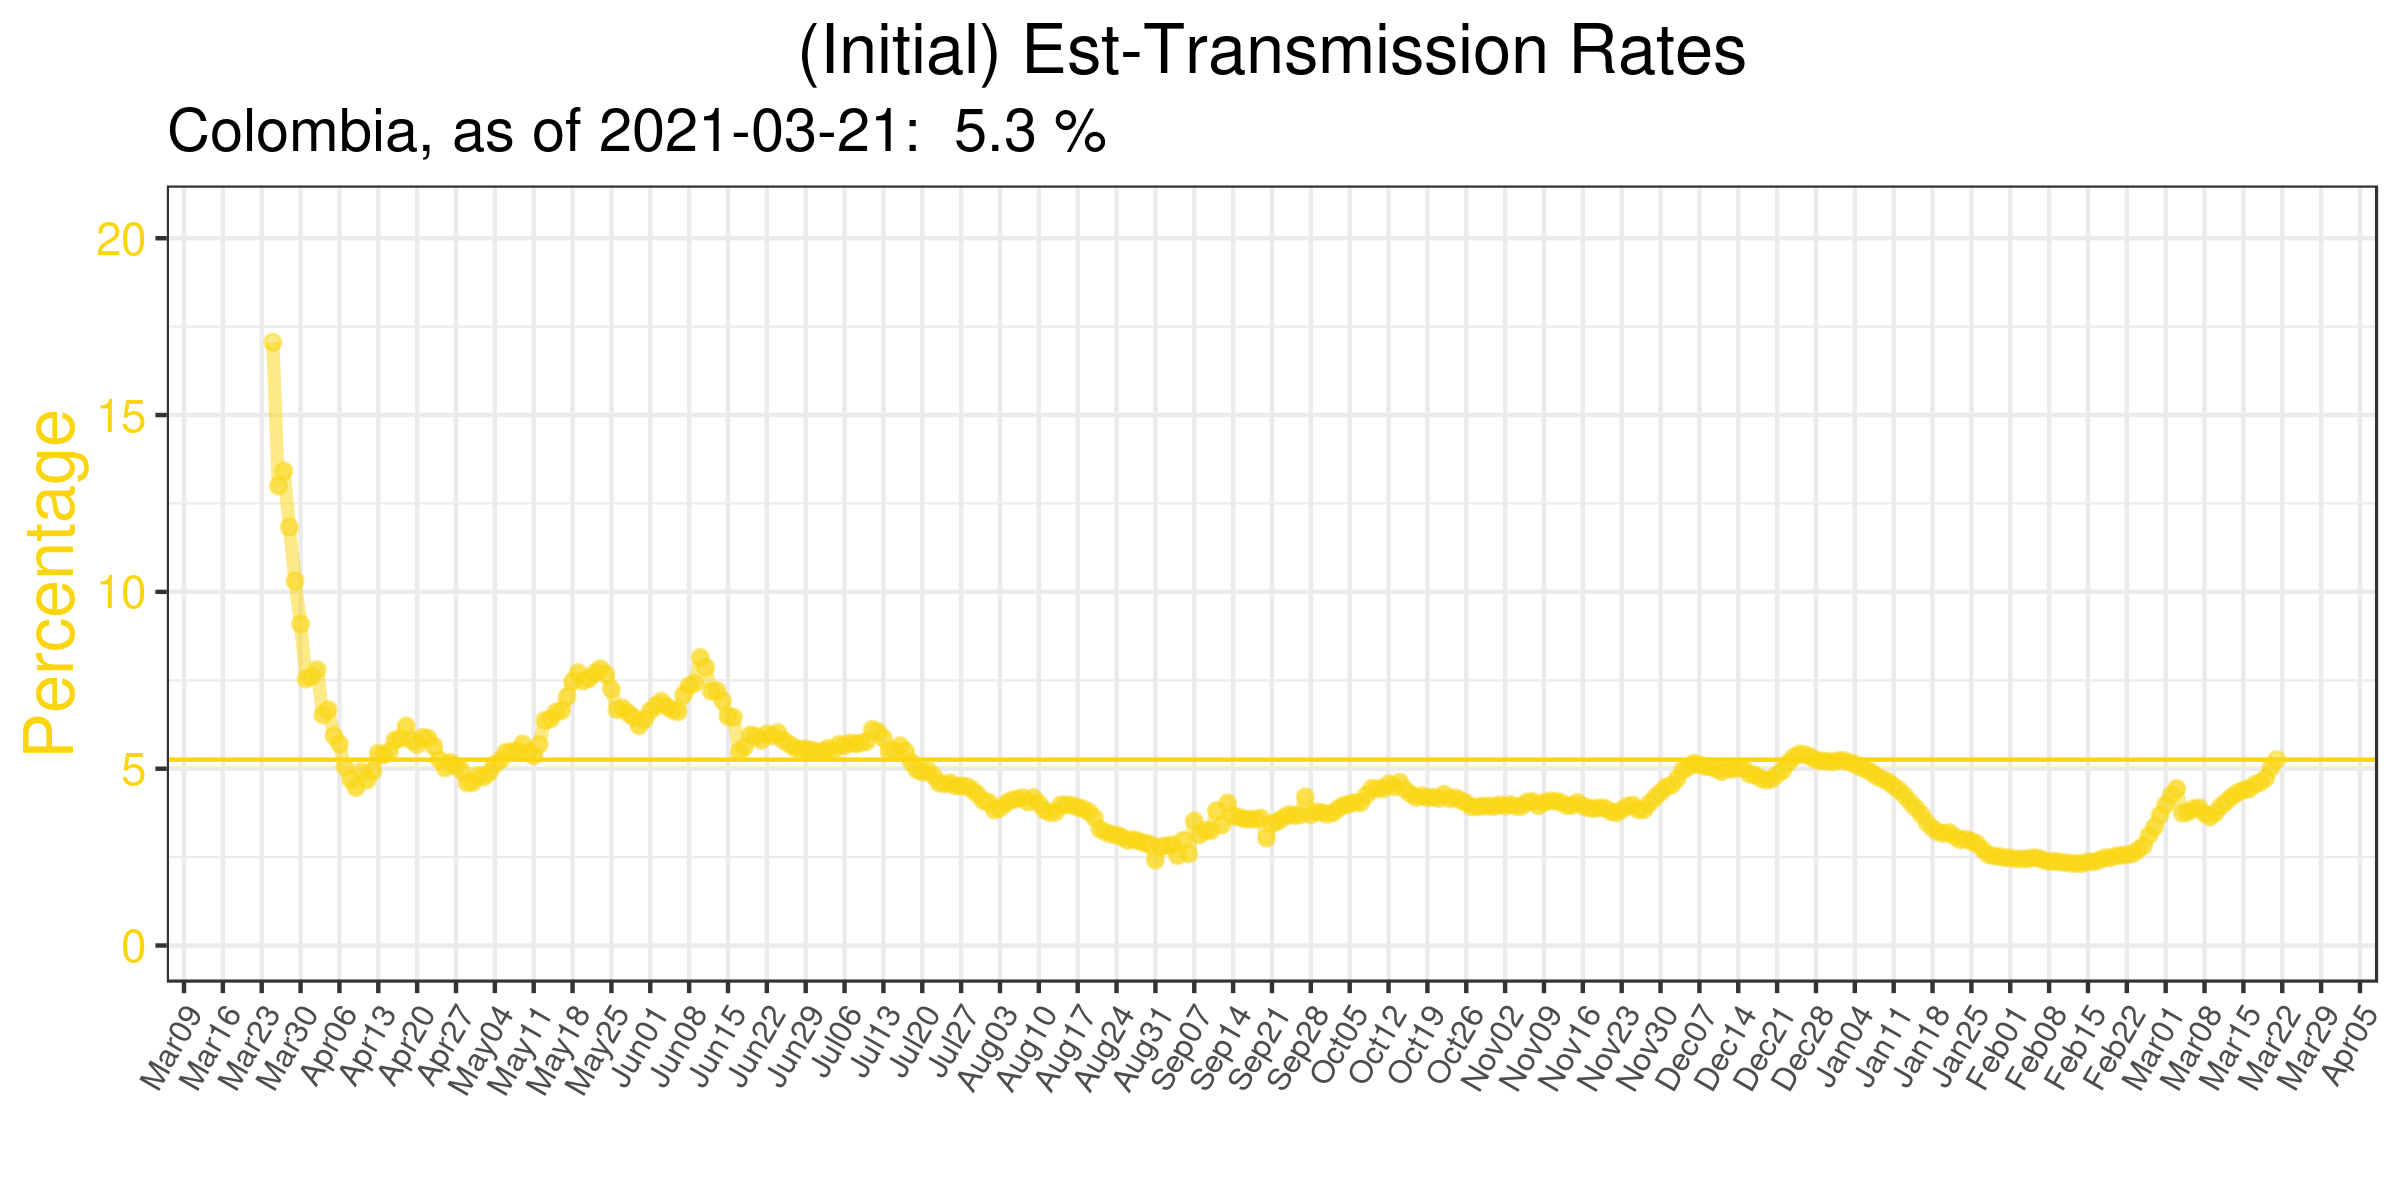 (Initial) Est-Transmission Rates
Colombia, as of 2021-03-21:  5.3 %
Percentage
20
15
10
5
0
Mar09
Mar16
Mar23
Mar30
Apr06
Apr13
Apr20
Apr27
May04
May11
May18
May25
Jun01
Jun08
Jun15
Jun22
Jun29
Jul06
Jul13
Jul20
Jul27
Aug03
Aug10
Aug17
Aug24
Aug31
Sep07
Sep14
Sep21
Sep28
Oct05
Oct12
Oct19
Oct26
Nov02
Nov09
Nov16
Nov23
Nov30
Dec07
Dec14
Dec21
Dec28
Jan04
Jan11
Jan18
Jan25
Feb01
Feb08
Feb15
Feb22
Mar01
Mar08
Mar15
Mar22
Mar29
Apr05